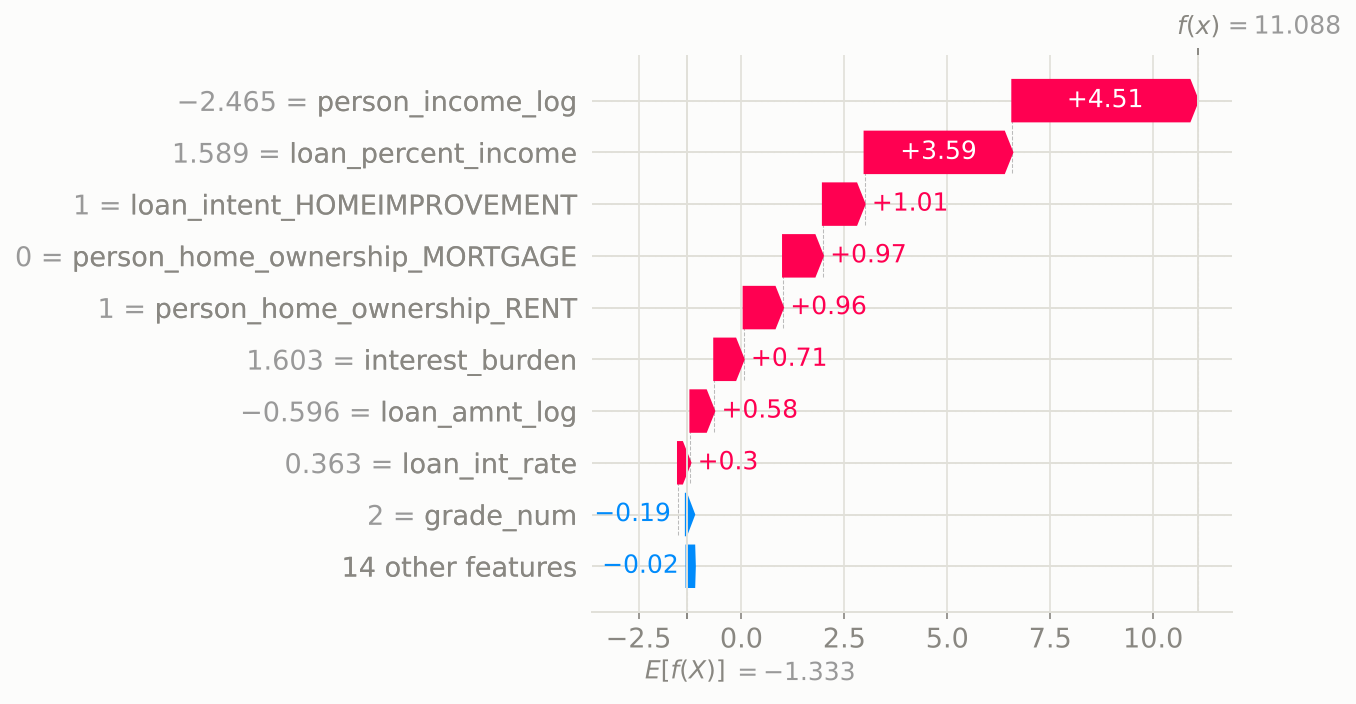 f(x) = 11.088
−2.465 = person_income_log +4.51
1.589 = loan_percent_income +3.59
1 = loan_intent_HOMEIMPROVEMENT +1.01
0 = person_home_ownership_MORTGAGE +0.97
1 = person_home_ownership_RENT +0.96
1.603 = interest_burden +0.71
−0.596 = loan_amnt_log +0.58
0.363 = loan_int_rate +0.3
2 = grade_num −0.19
14 other features −0.02
−2.5 0.0 2.5 5.0 7.5 10.0
E[f(X)] = −1.333